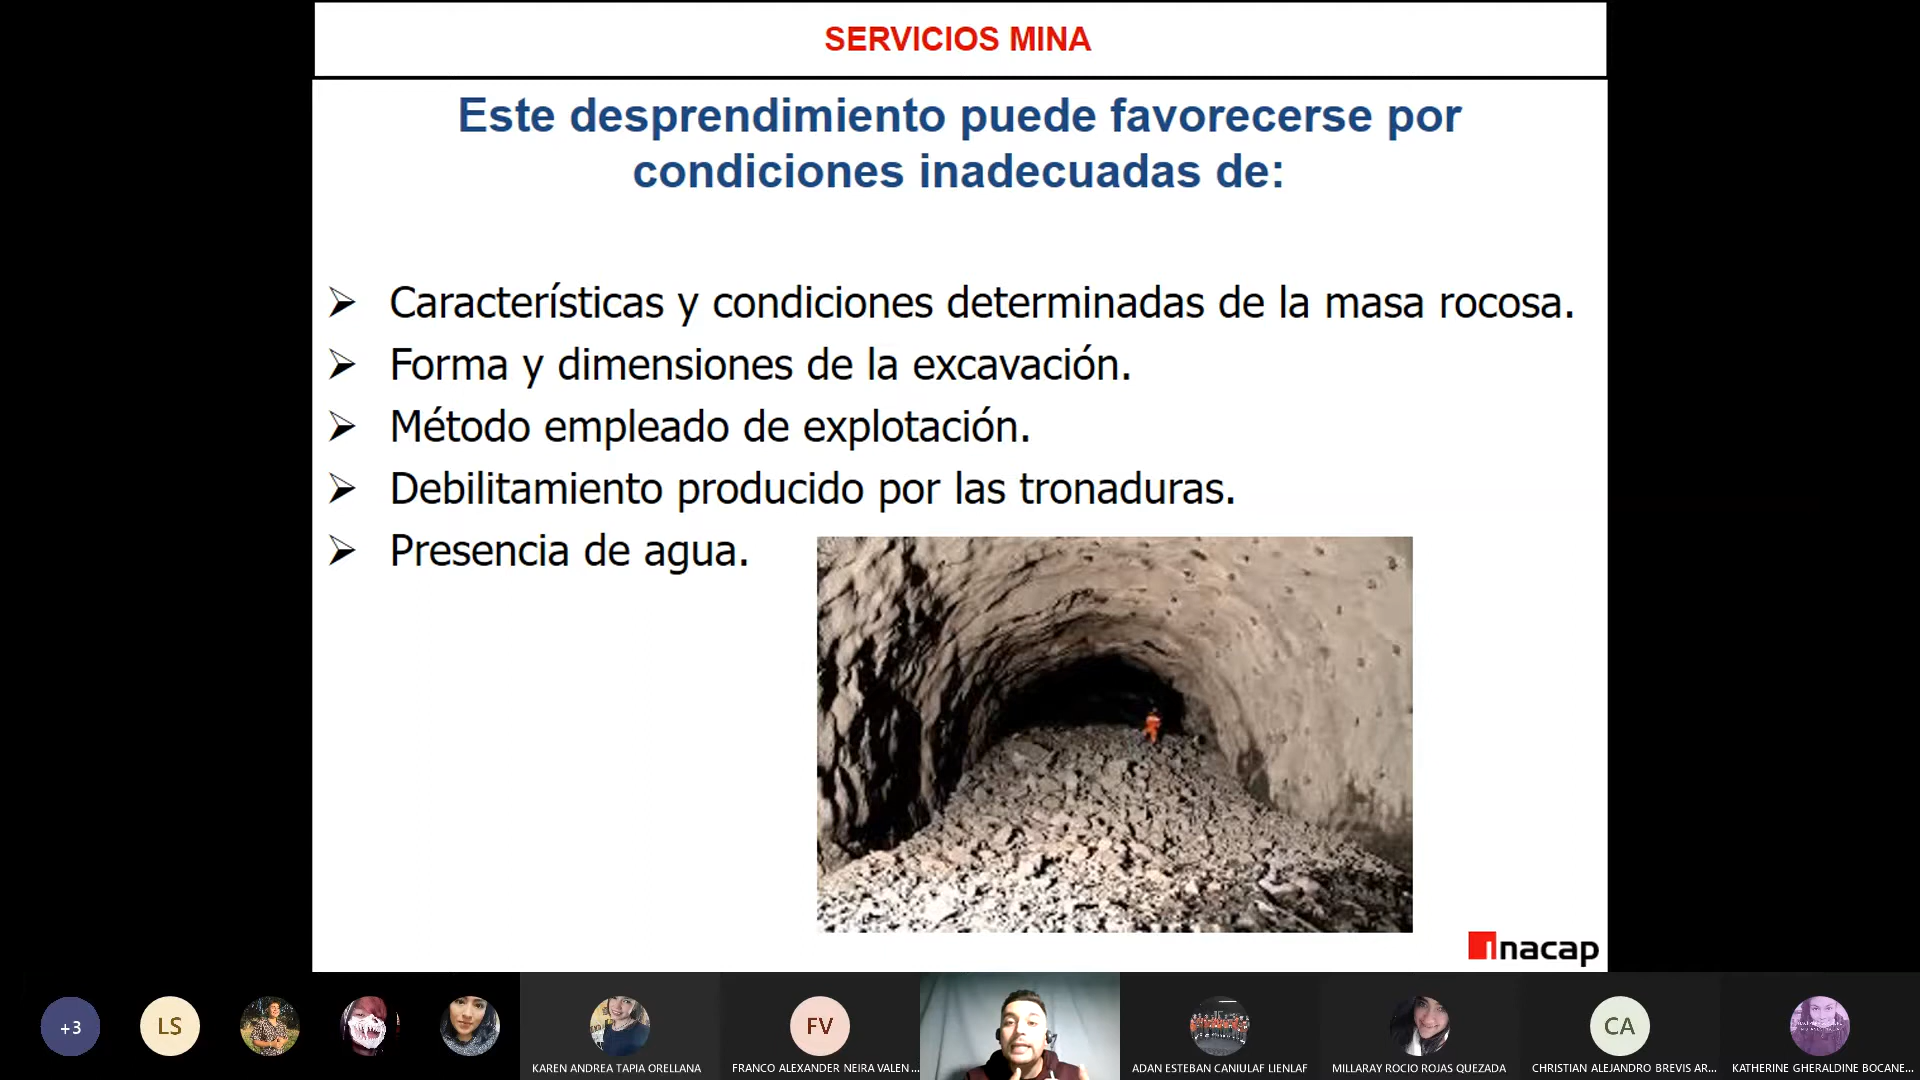 SERVICIOS MINA
Este desprendimiento puede favorecerse por
condiciones inadecuadas de:
Características y condiciones determinadas de la masa rocosa.
Forma y dimensiones de la excavación.
Método empleado de explotación.
Debilitamiento producido por las tronaduras.
Presencia de agua.
inacap
+3
LS
FV
CA
KAREN ANDREA TAPIA ORELLANA
FRANCO ALEXANDER NEIRA VALEN...
ADAN ESTEBAN CANIULAF LIENLAF
MILLARAY ROCIO ROJAS QUEZADA
CHRISTIAN ALEJANDRO BREVIS AR...
KATHERINE GHERALDINE BOCANE...